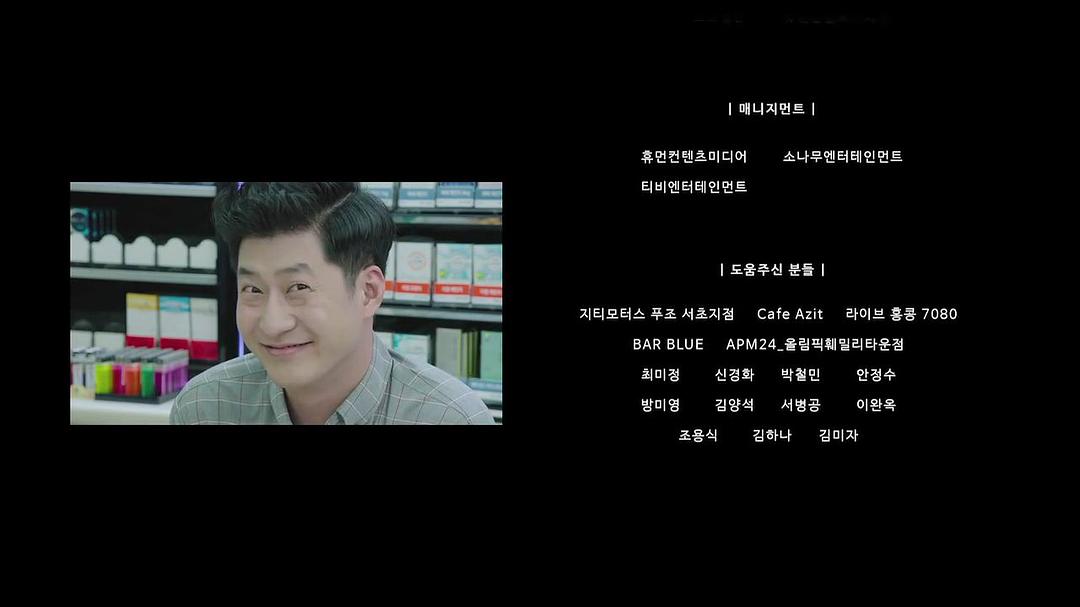 | 매니지먼트 |
휴먼컨텐츠미디어 소나무엔터테인먼트
티비엔터테인먼트
| 도움주신 분들 |
지티모터스 푸조 서초지점 Cafe Azit 라이브 홍콩 7080
BAR BLUE APM24_올림픽훼밀리타운점
최미정 신경화 박철민 안정수
방미영 김양석 서병공 이완옥
조용식 김하나 김미자